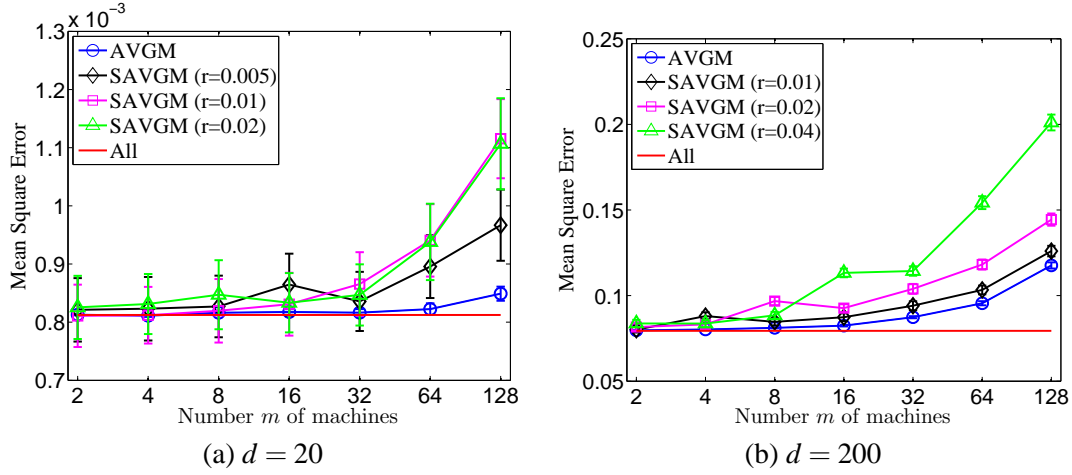 x 10⁻³
1.3
1.2
1.1
1
0.9
0.8
0.7
Mean Square Error
AVGM
SAVGM (r=0.005)
SAVGM (r=0.01)
SAVGM (r=0.02)
All
2 4 8 16 32 64 128
Number m of machines
(a) d = 20
0.25
0.2
0.15
0.1
0.05
Mean Square Error
AVGM
SAVGM (r=0.01)
SAVGM (r=0.02)
SAVGM (r=0.04)
All
2 4 8 16 32 64 128
Number m of machines
(b) d = 200